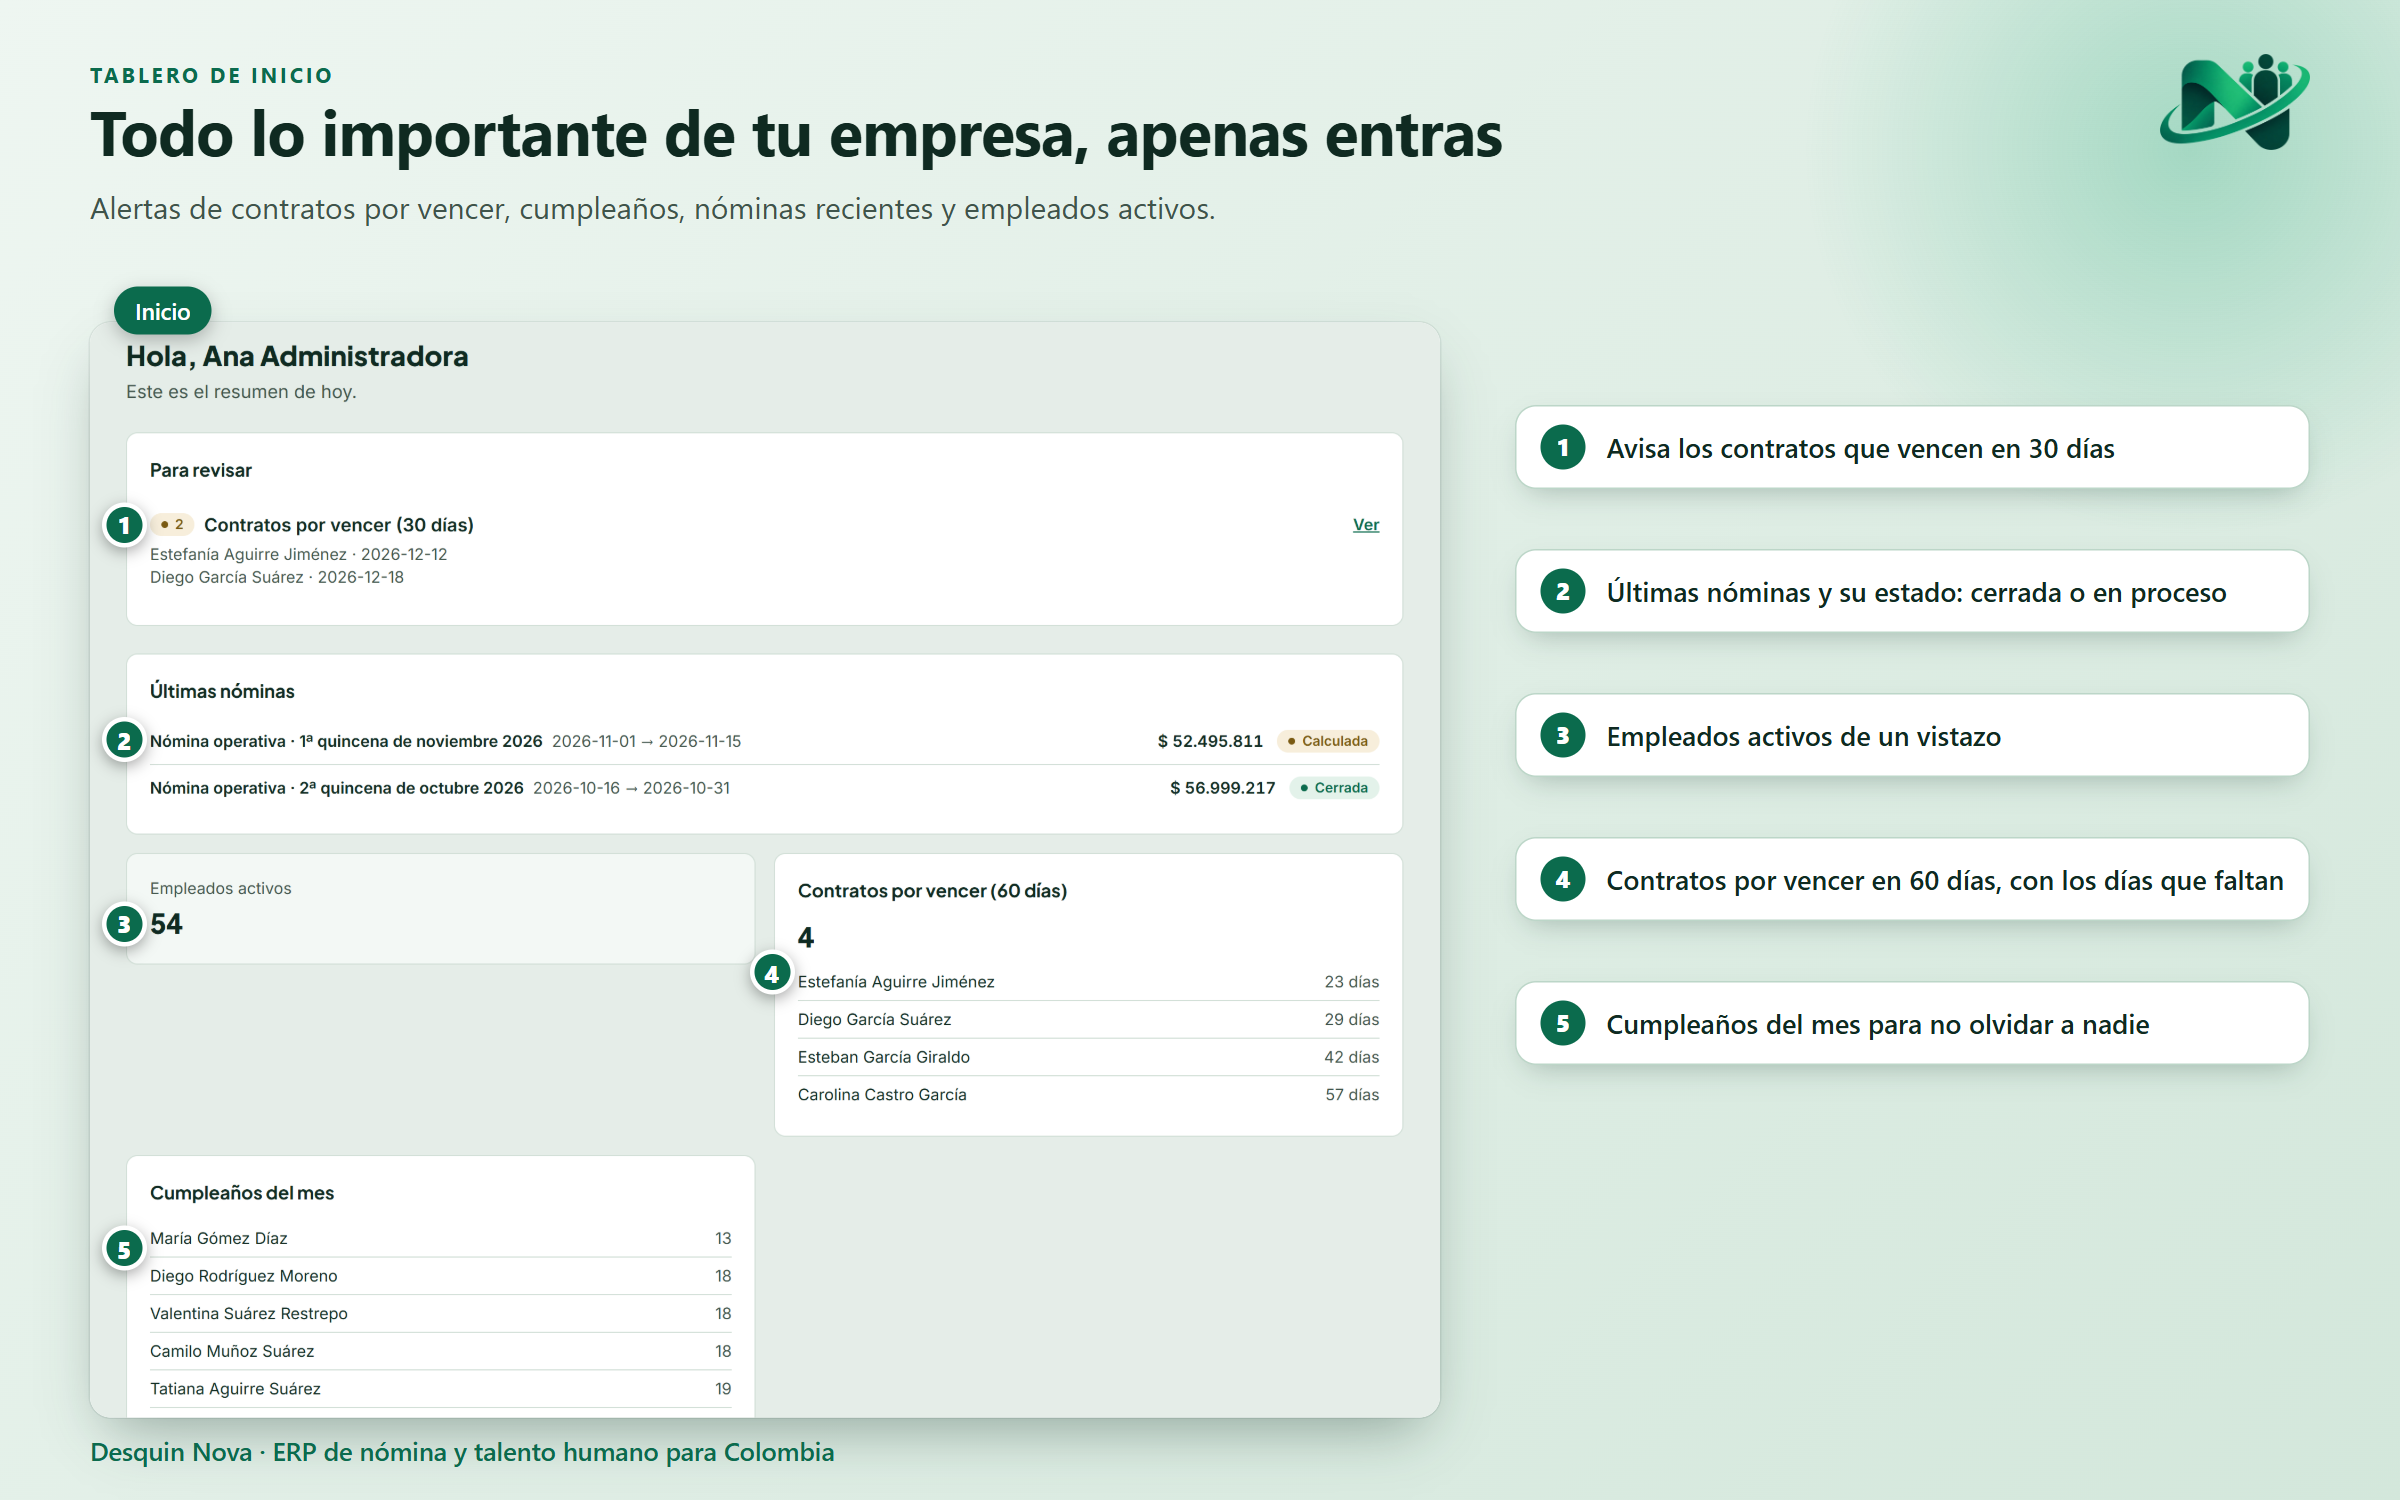 TABLERO DE INICIO
Todo lo importante de tu empresa, apenas entras
Alertas de contratos por vencer, cumpleaños, nóminas recientes y empleados activos.
Inicio
Hola, Ana Administradora
Este es el resumen de hoy.
Para revisar
1 • 2 Contratos por vencer (30 días) Ver
Estefanía Aguirre Jiménez · 2026-12-12
Diego García Suárez · 2026-12-18
Últimas nóminas
2 Nómina operativa · 1ª quincena de noviembre 2026 2026-11-01 → 2026-11-15 $ 52.495.811 • Calculada
Nómina operativa · 2ª quincena de octubre 2026 2026-10-16 → 2026-10-31 $ 56.999.217 • Cerrada
Empleados activos
3 54
Contratos por vencer (60 días)
4
4 Estefanía Aguirre Jiménez 23 días
Diego García Suárez 29 días
Esteban García Giraldo 42 días
Carolina Castro García 57 días
Cumpleaños del mes
5 María Gómez Díaz 13
Diego Rodríguez Moreno 18
Valentina Suárez Restrepo 18
Camilo Muñoz Suárez 18
Tatiana Aguirre Suárez 19
1 Avisa los contratos que vencen en 30 días
2 Últimas nóminas y su estado: cerrada o en proceso
3 Empleados activos de un vistazo
4 Contratos por vencer en 60 días, con los días que faltan
5 Cumpleaños del mes para no olvidar a nadie
Desquin Nova · ERP de nómina y talento humano para Colombia